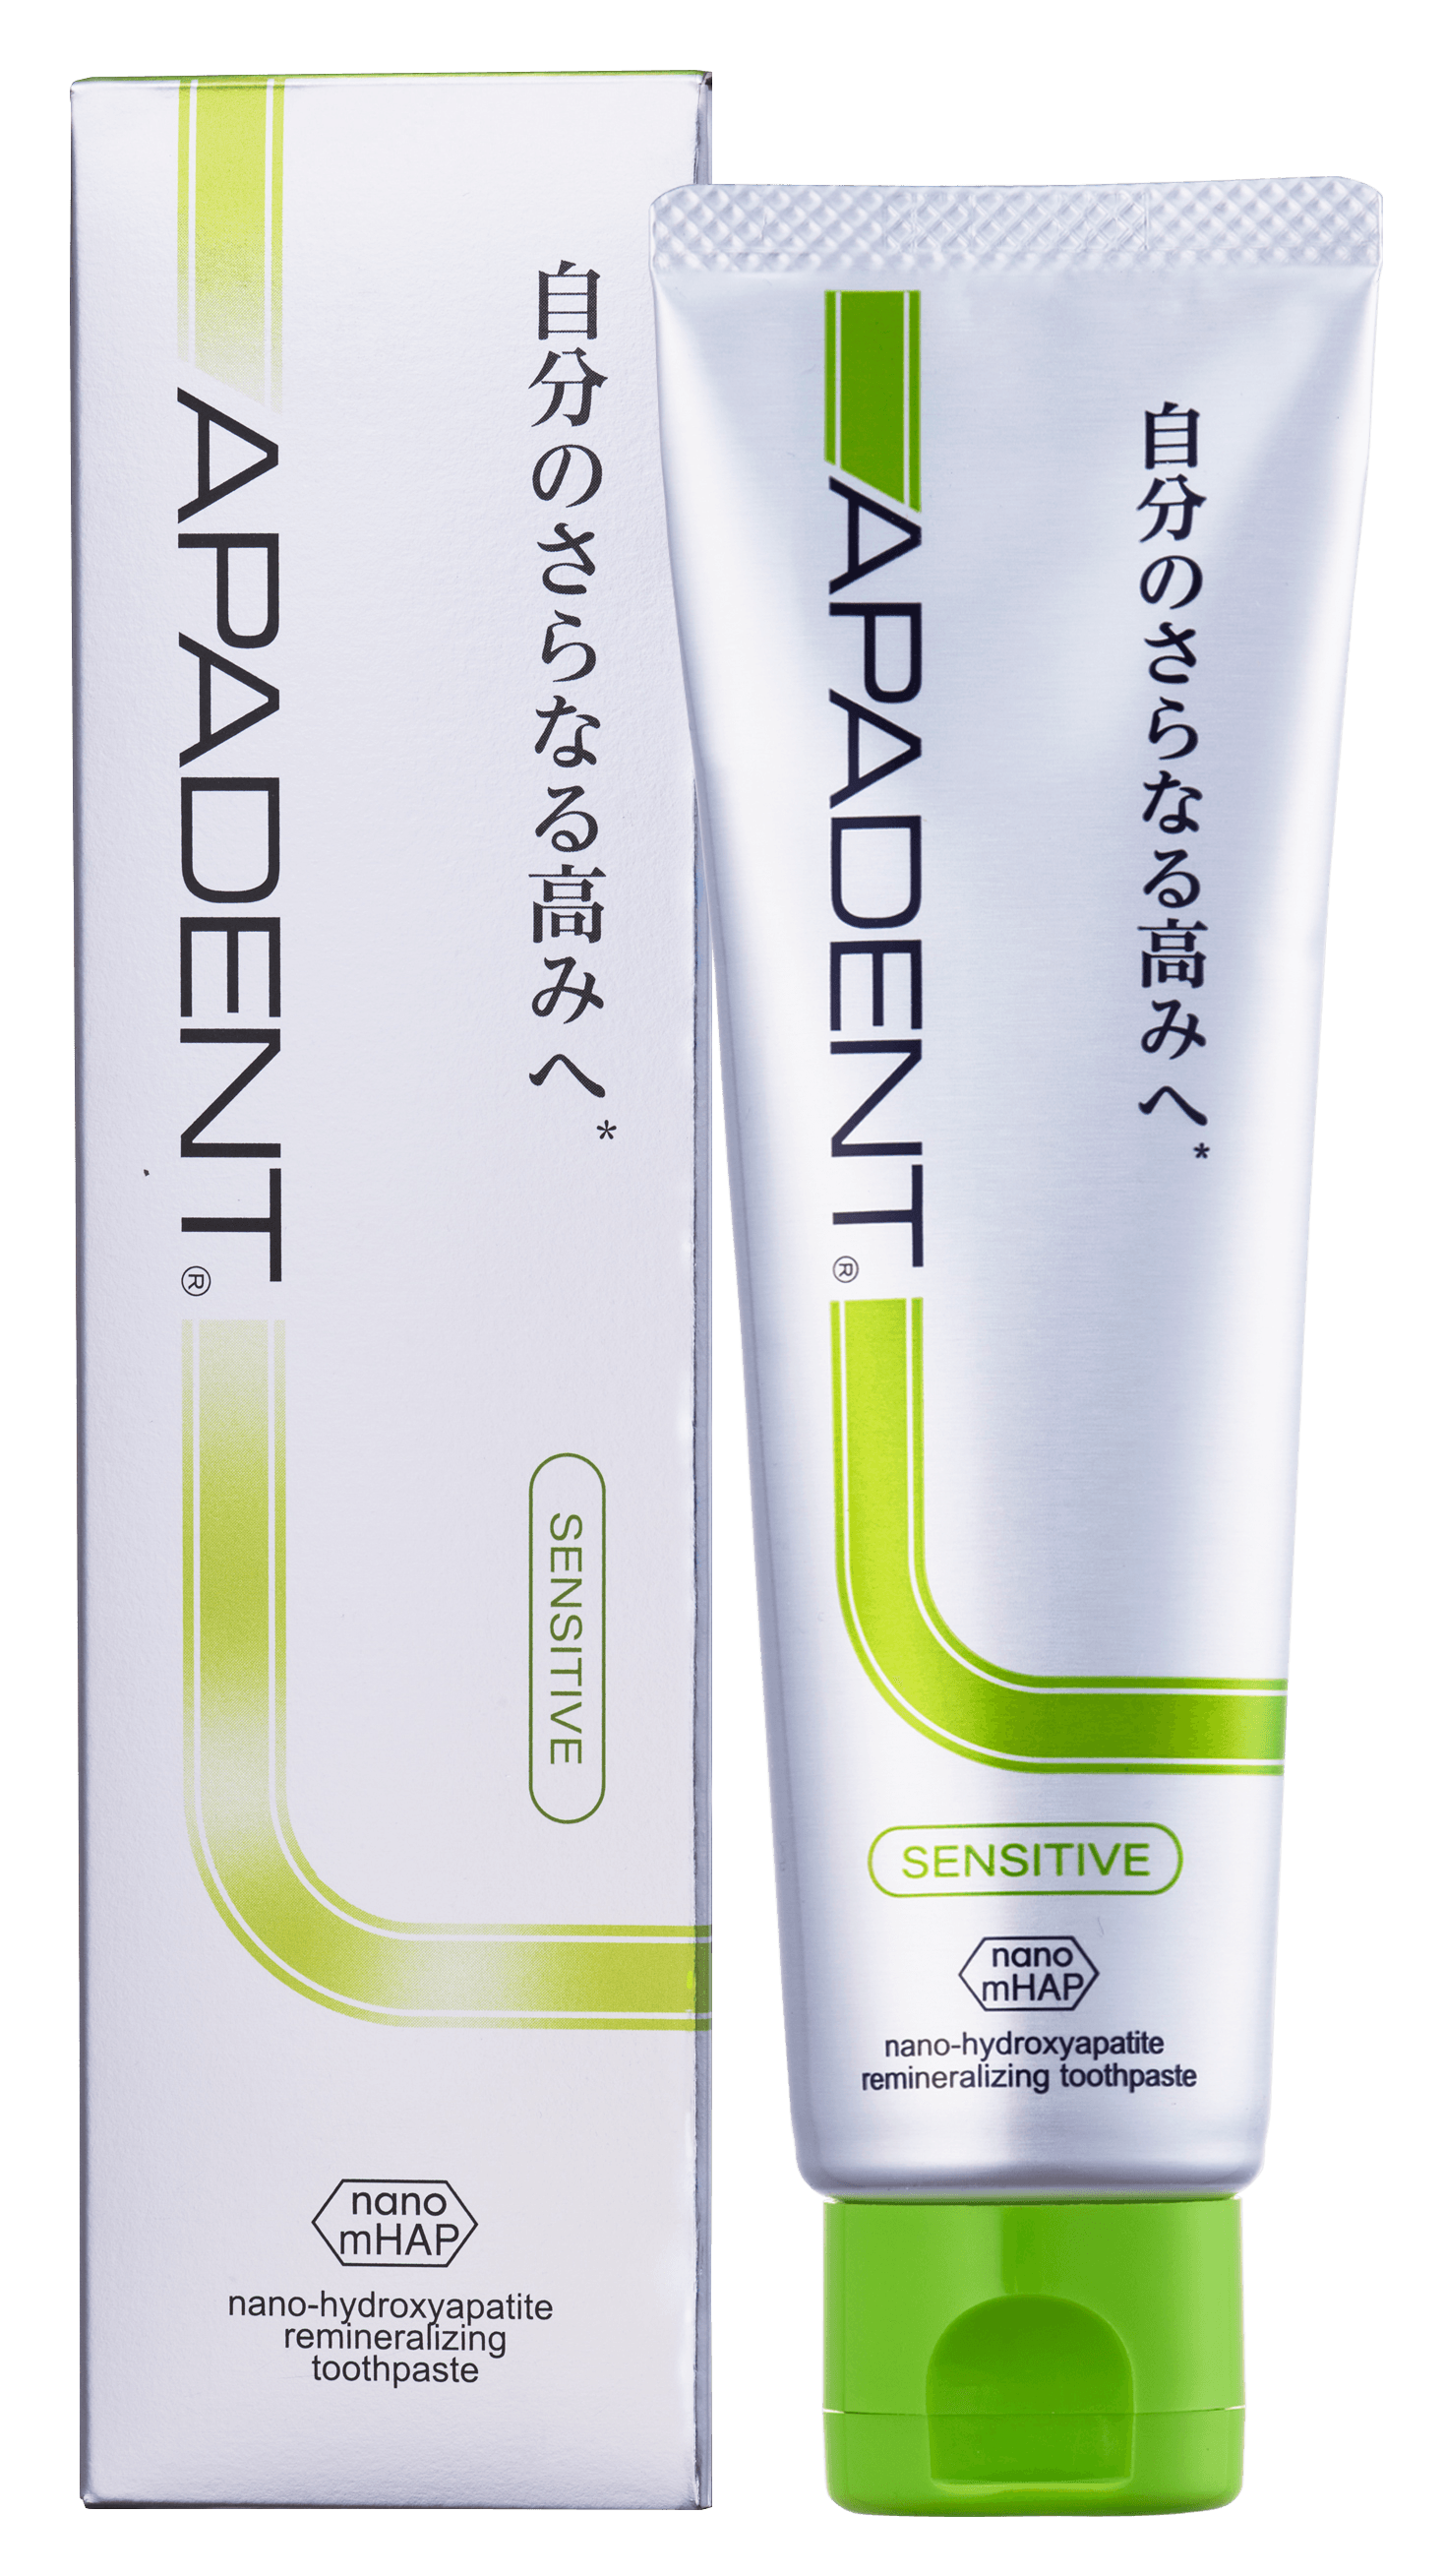 自分のさらなる高みへ*
APADENT®
SENSITIVE
nano
mHAP
nano-hydroxyapatite
remineralizing
toothpaste
自分のさらなる高みへ*
APADENT®
SENSITIVE
nano
mHAP
nano-hydroxyapatite
remineralizing toothpaste